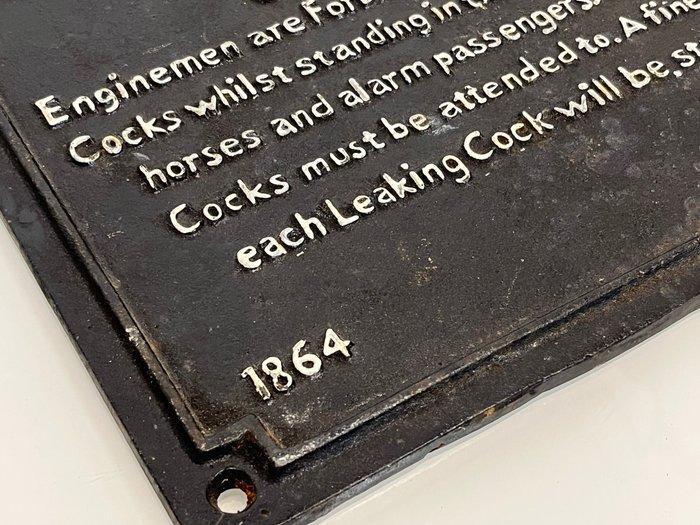 Enginemen are
Cocks whilst standing in
horses and alarm passengers.
Cocks must be attended to. A fine
each Leaking Cock will be
1864